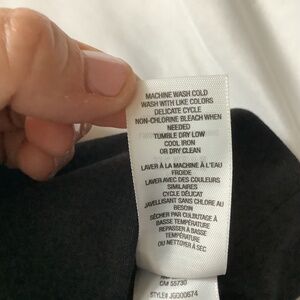 MACHINE WASH COLD
WASH WITH LIKE COLORS
DELICATE CYCLE
NON-CHLORINE BLEACH WHEN
NEEDED
TUMBLE DRY LOW
COOL IRON
OR DRY CLEAN
LAVER À LA MACHINE À L'EAU
FROIDE
LAVER AVEC DES COULEURS
SIMILAIRES
CYCLE DÉLICAT
JAVELLISANT SANS CHLORE AU
BESOIN
SÉCHER PAR CULBUTAGE À
BASSE TEMPÉRATURE
REPASSER À BASSE
TEMPÉRATURE
OU NETTOYER À SEC
CA# 55730
STYLE# JGO00674